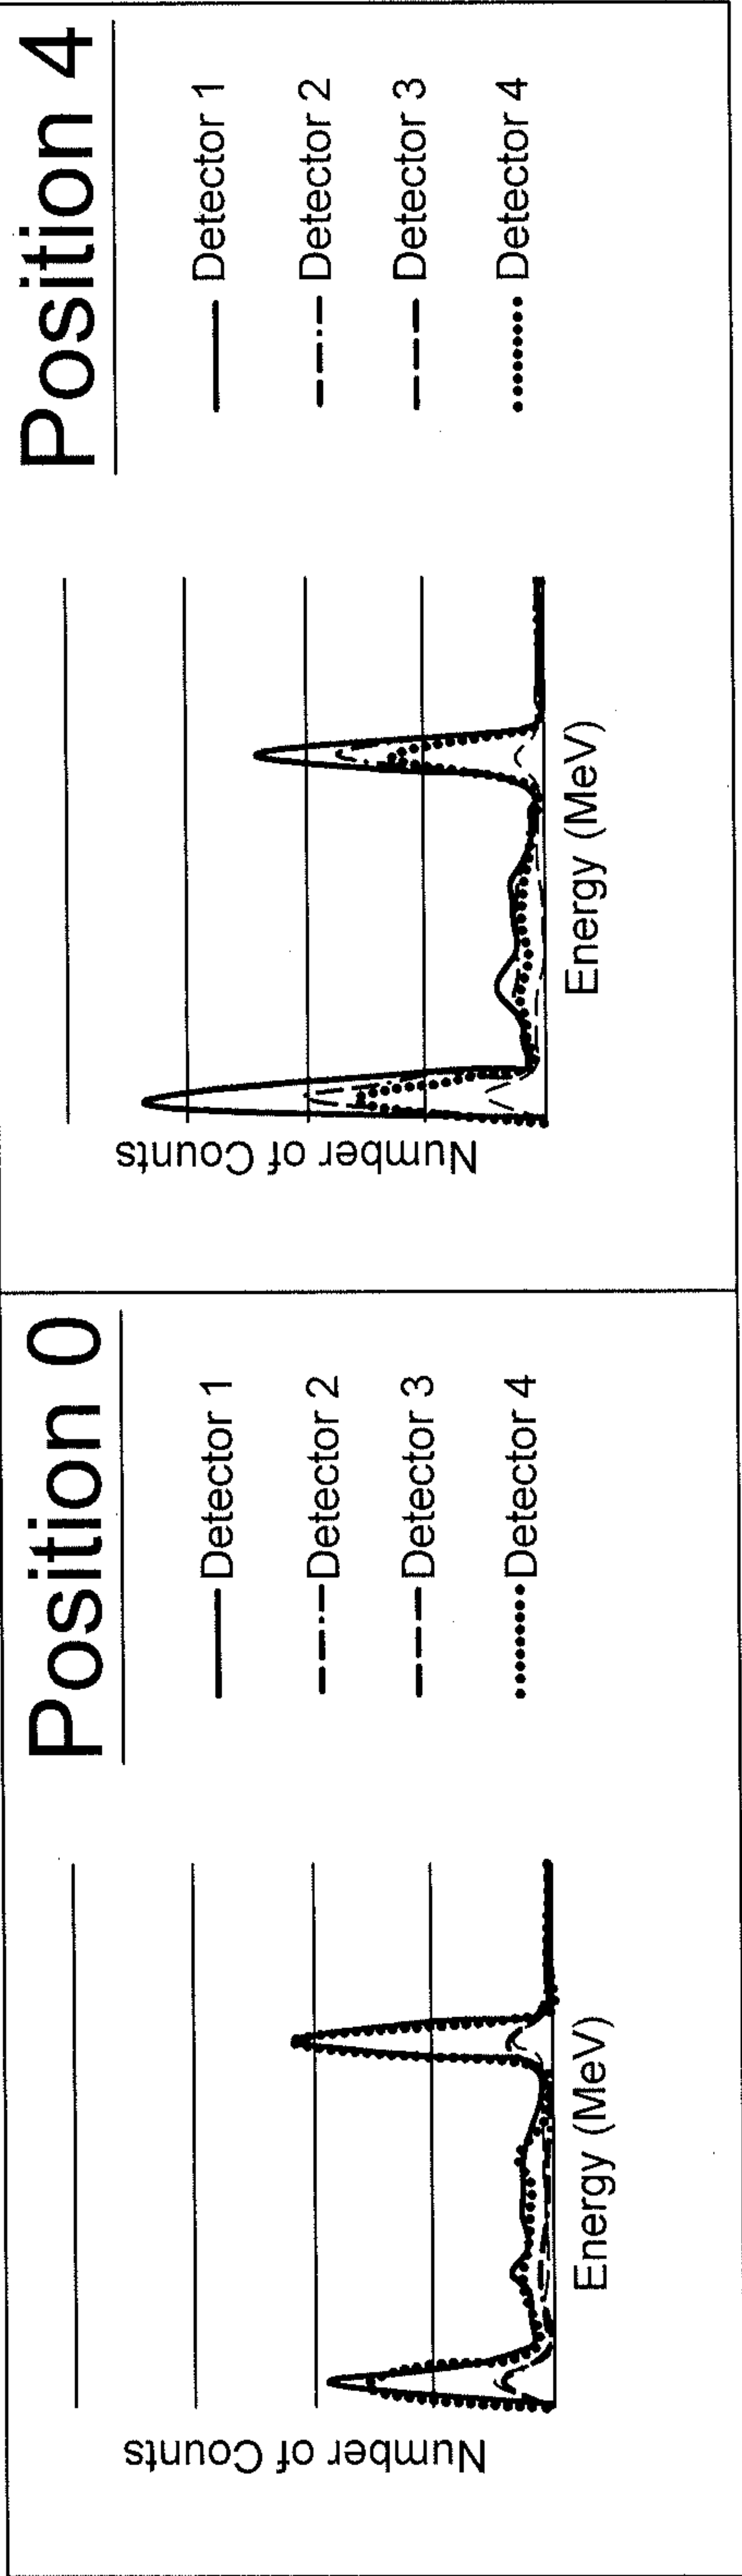 Position 0
Number of Counts
Energy (MeV)
Detector 1
Detector 2
Detector 3
Detector 4
Position 4
Number of Counts
Energy (MeV)
Detector 1
Detector 2
Detector 3
Detector 4